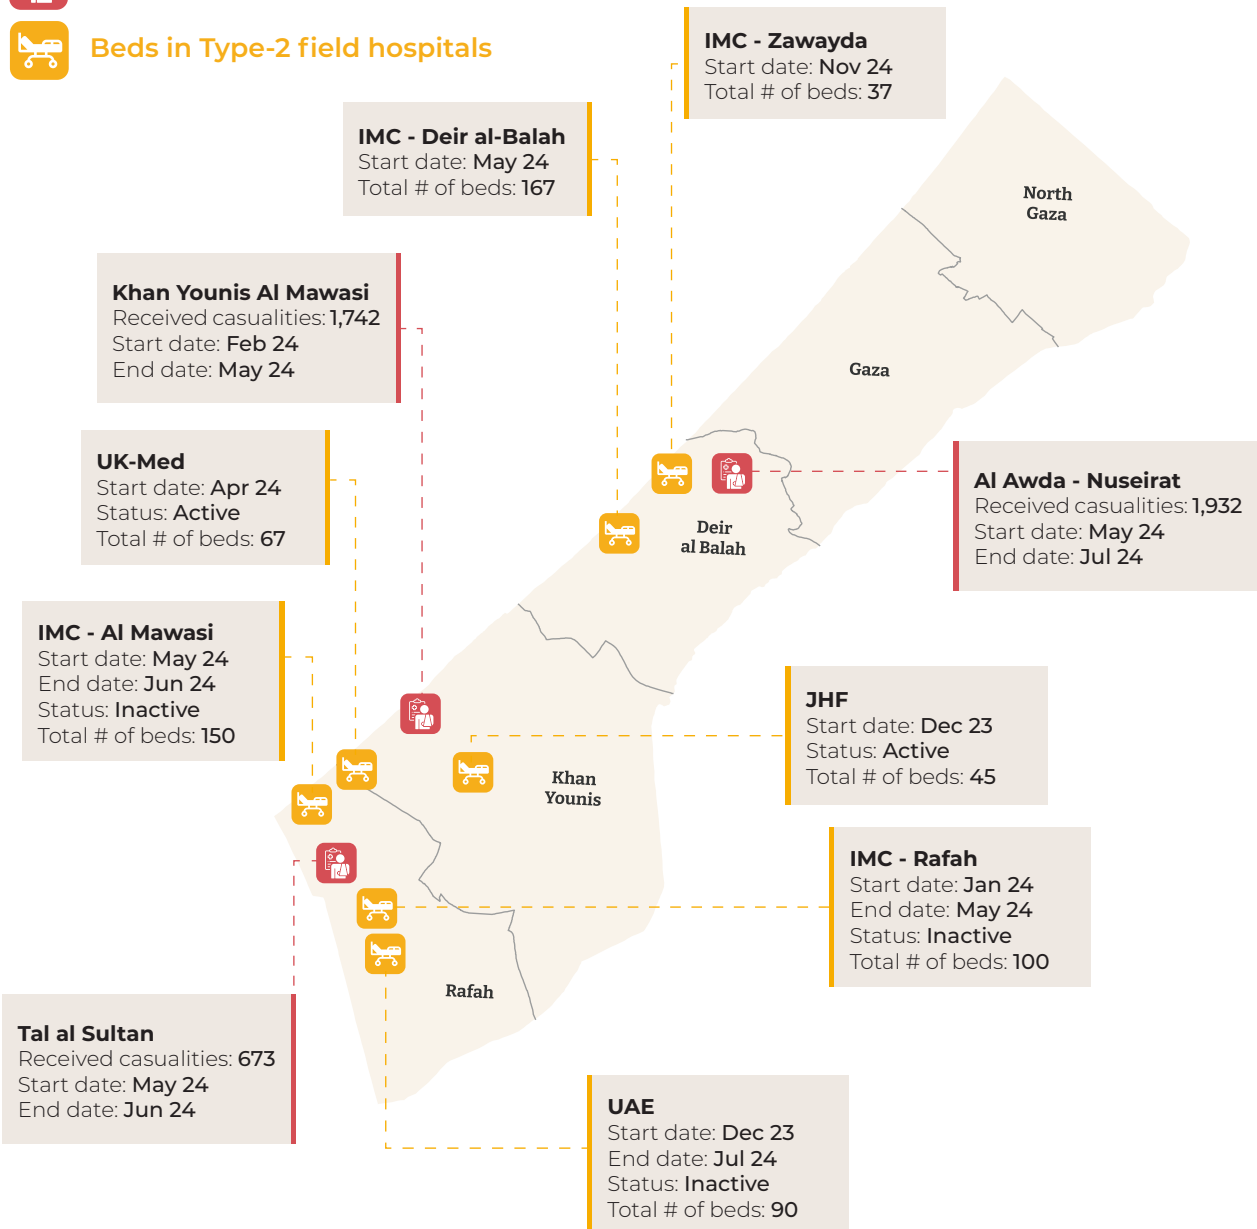 Beds in Type-2 field hospitals
IMC - Zawayda
Start date: Nov 24
Total # of beds: 37
IMC - Deir al-Balah
Start date: May 24
Total # of beds: 167
North
Gaza
Khan Younis Al Mawasi
Received casualities: 1,742
Start date: Feb 24
End date: May 24
Gaza
UK-Med
Start date: Apr 24
Status: Active
Total # of beds: 67
Al Awda - Nuseirat
Received casualities: 1,932
Start date: May 24
End date: Jul 24
Deir
al Balah
IMC - Al Mawasi
Start date: May 24
End date: Jun 24
Status: Inactive
Total # of beds: 150
JHF
Start date: Dec 23
Status: Active
Total # of beds: 45
Khan
Younis
IMC - Rafah
Start date: Jan 24
End date: May 24
Status: Inactive
Total # of beds: 100
Rafah
Tal al Sultan
Received casualities: 673
Start date: May 24
End date: Jun 24
UAE
Start date: Dec 23
End date: Jul 24
Status: Inactive
Total # of beds: 90